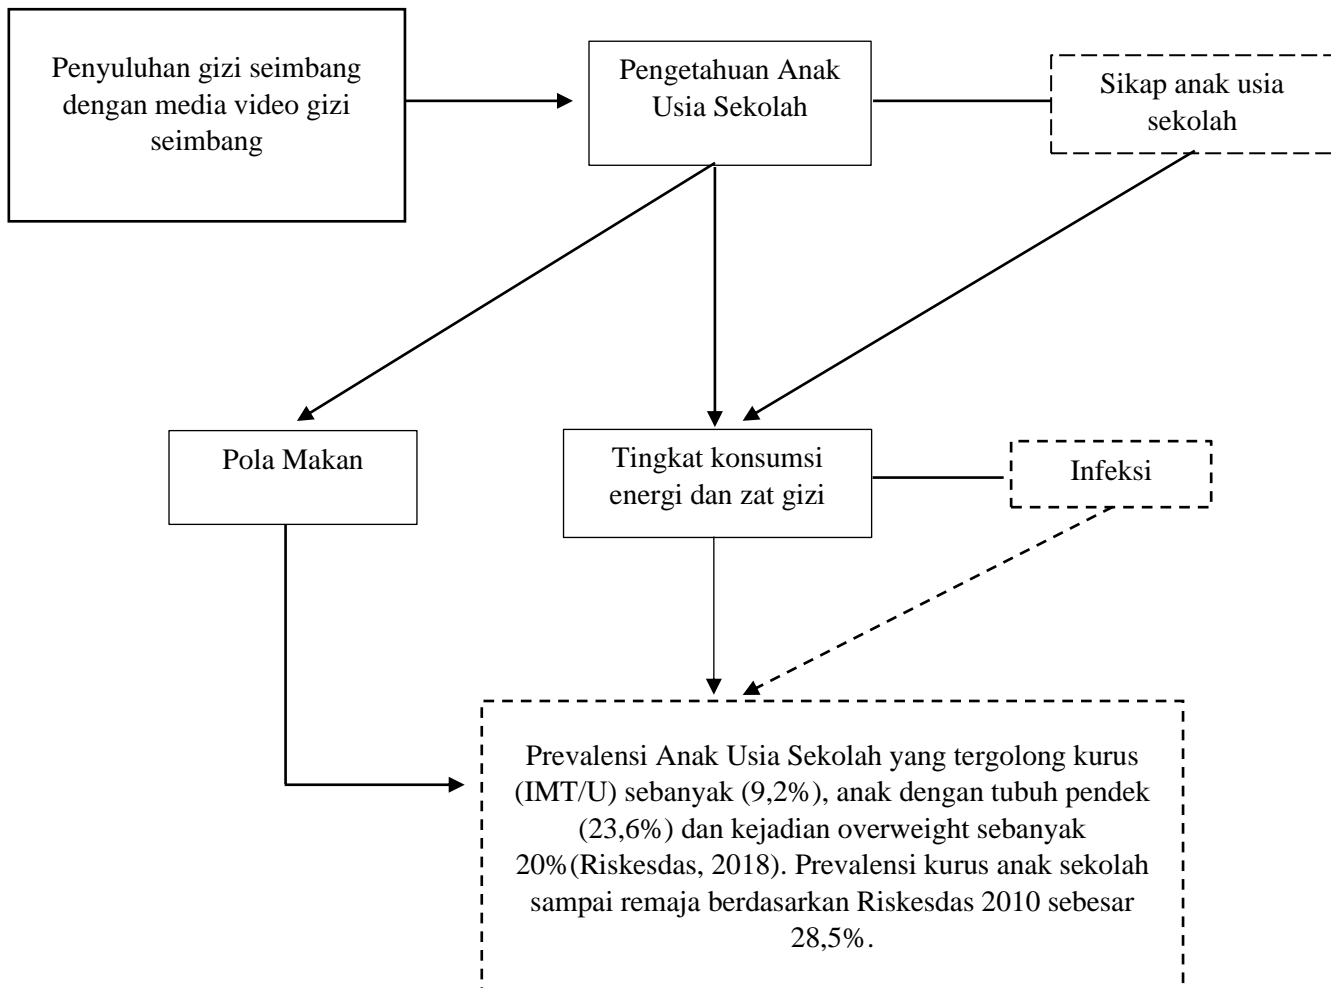 Penyuluhan gizi seimbang
dengan media video gizi
seimbang
Pengetahuan Anak
Usia Sekolah
Sikap anak usia
sekolah
Pola Makan
Tingkat konsumsi
energi dan zat gizi
Infeksi
Prevalensi Anak Usia Sekolah yang tergolong kurus
(IMT/U) sebanyak (9,2%), anak dengan tubuh pendek
(23,6%) dan kejadian overweight sebanyak
20%(Riskesdas, 2018). Prevalensi kurus anak sekolah
sampai remaja berdasarkan Riskesdas 2010 sebesar
28,5%.